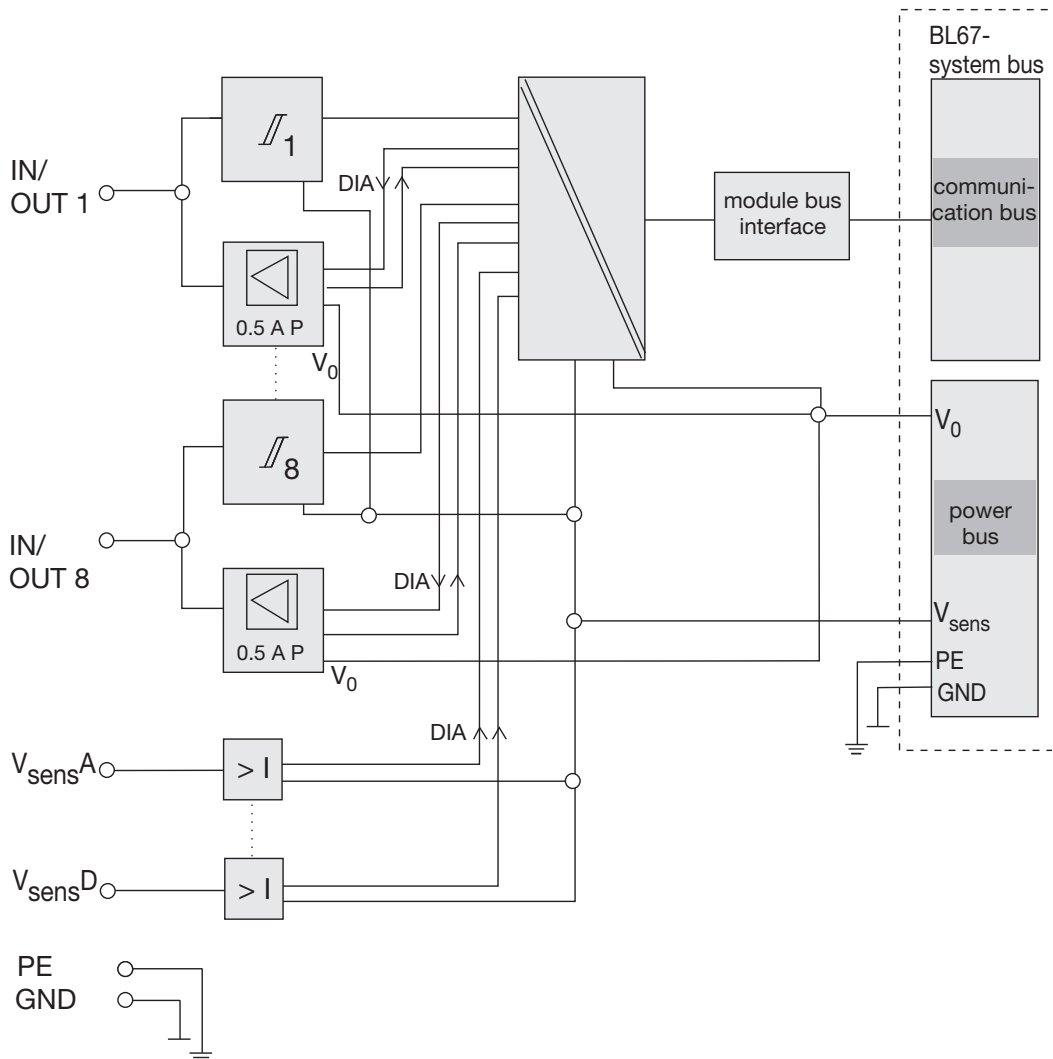 BL67-
system bus
IN/
OUT 1
1
DIA
0.5 A P
V0
module bus
interface
communi-
cation bus
8
V0
power
bus
IN/
OUT 8
DIA
0.5 A P
V0
Vsens
PE
GND
DIA
VsensA
> I
VsensD
> I
PE
GND